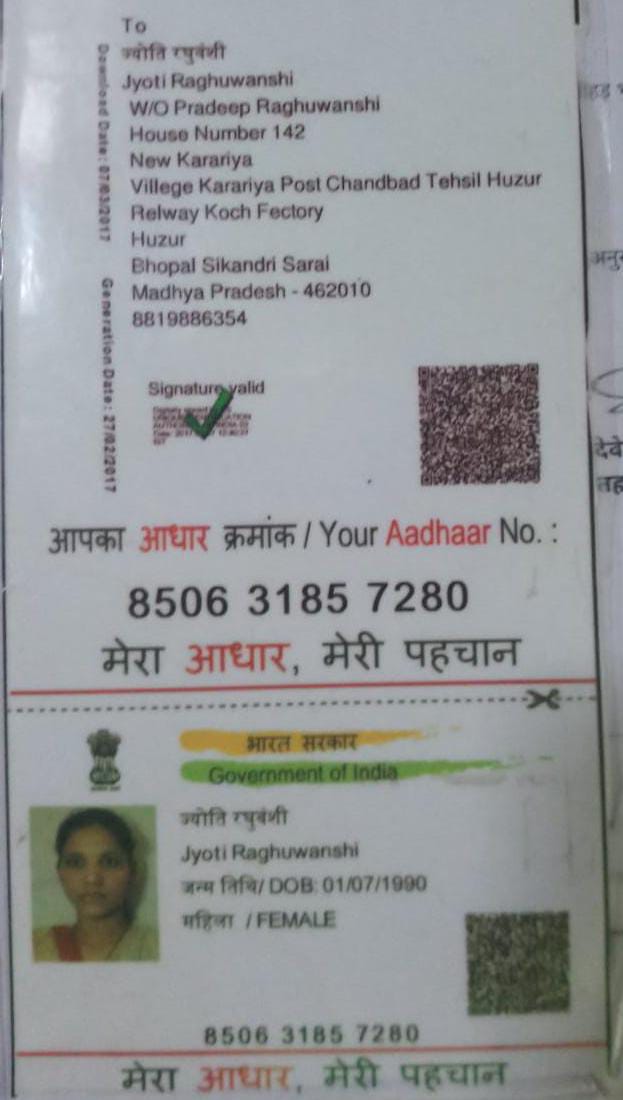 To
ज्योति रघुवंशी
Jyoti Raghuwanshi
W/O Pradeep Raghuwanshi
House Number 142
New Karariya
Villege Karariya Post Chandbad Tehsil Huzur
Relway Koch Fectory
Huzur
Bhopal Sikandri Sarai
Madhya Pradesh - 462010
8819886354
Download Date: 07/03/2017
Generation Date: 27/02/2017
Signature valid
आपका आधार क्रमांक / Your Aadhaar No. :
8506 3185 7280
मेरा आधार, मेरी पहचान
भारत सरकार
Government of India
ज्योति रघुवंशी
Jyoti Raghuwanshi
जन्म तिथि/ DOB: 01/07/1990
महिला / FEMALE
8506 3185 7280
मेरा आधार, मेरी पहचान